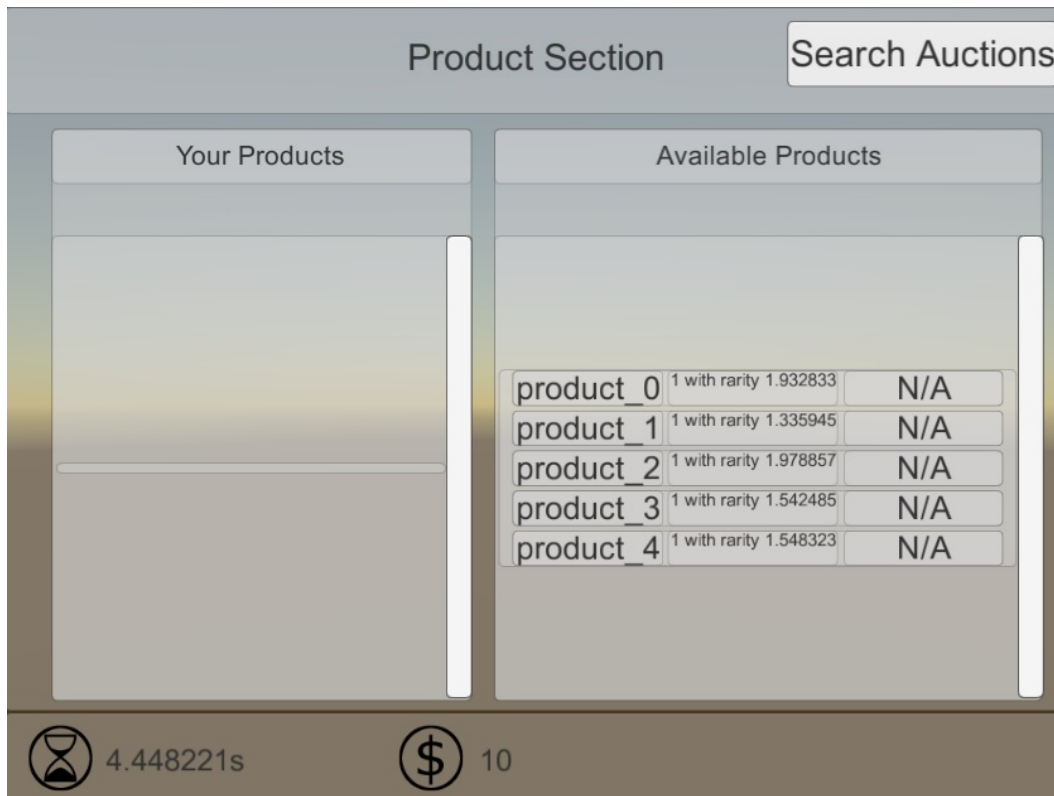 Product Section
Search Auctions
Your Products
Available Products
product_0 1 with rarity 1.932833 N/A
product_1 1 with rarity 1.335945 N/A
product_2 1 with rarity 1.978857 N/A
product_3 1 with rarity 1.542485 N/A
product_4 1 with rarity 1.548323 N/A
4.448221s
$ 10